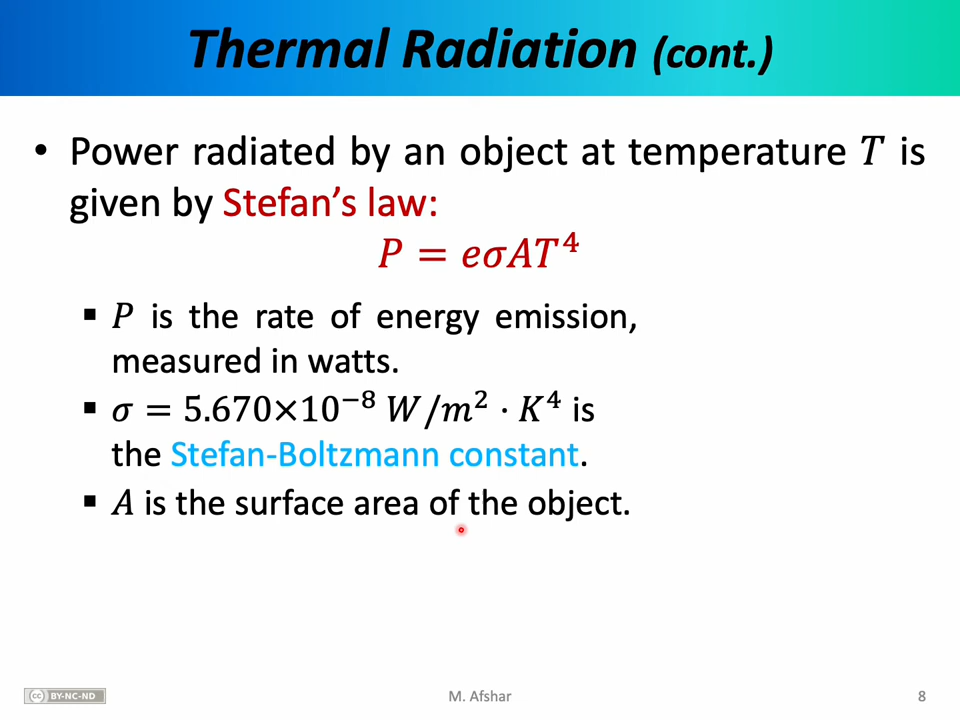 Thermal Radiation (cont.)
• Power radiated by an object at temperature 𝑇 is
given by Stefan’s law:
𝑃 = 𝑒𝜎𝐴𝑇⁴
▪ 𝑃 is the rate of energy emission,
measured in watts.
▪ 𝜎 = 5.670×10⁻⁸ 𝑊/𝑚² · 𝐾⁴ is
the Stefan-Boltzmann constant.
▪ 𝐴 is the surface area of the object.
cc BY-NC-ND
M. Afshar
8